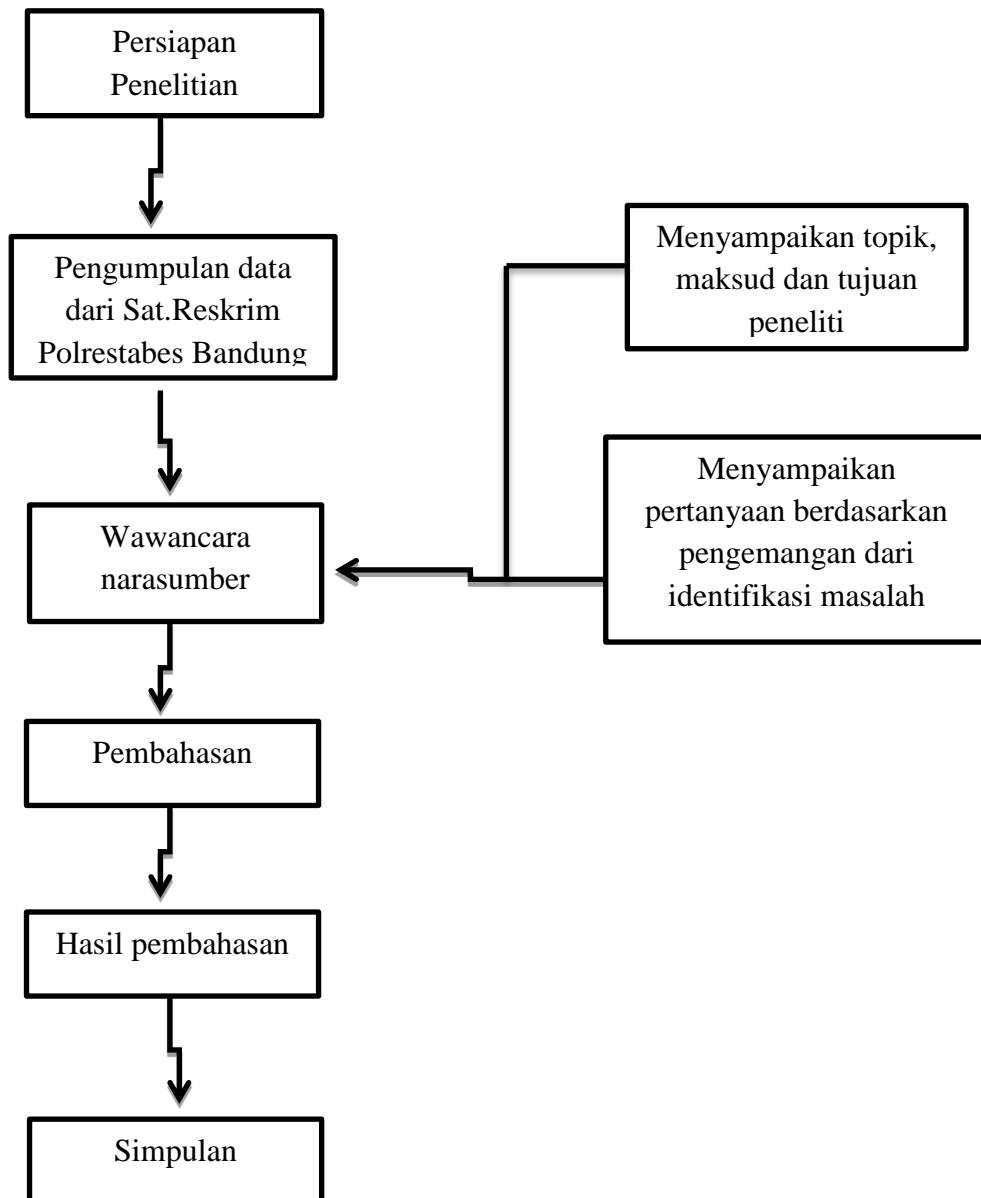 Persiapan
Penelitian
Pengumpulan data
dari Sat.Reskrim
Polrestabes Bandung
Menyampaikan topik,
maksud dan tujuan
peneliti
Wawancara
narasumber
Menyampaikan
pertanyaan berdasarkan
pengemangan dari
identifikasi masalah
Pembahasan
Hasil pembahasan
Simpulan